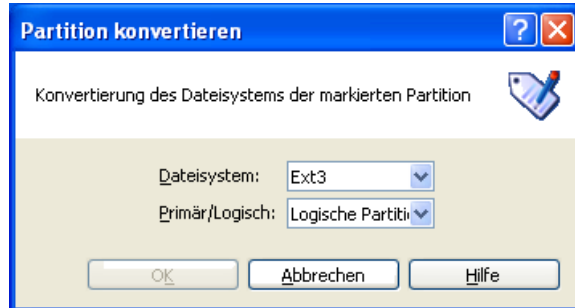 Partition konvertieren
Konvertierung des Dateisystems der markierten Partition
Dateisystem: Ext3
Primär/Logisch: Logische Partiti
OK Abbrechen Hilfe